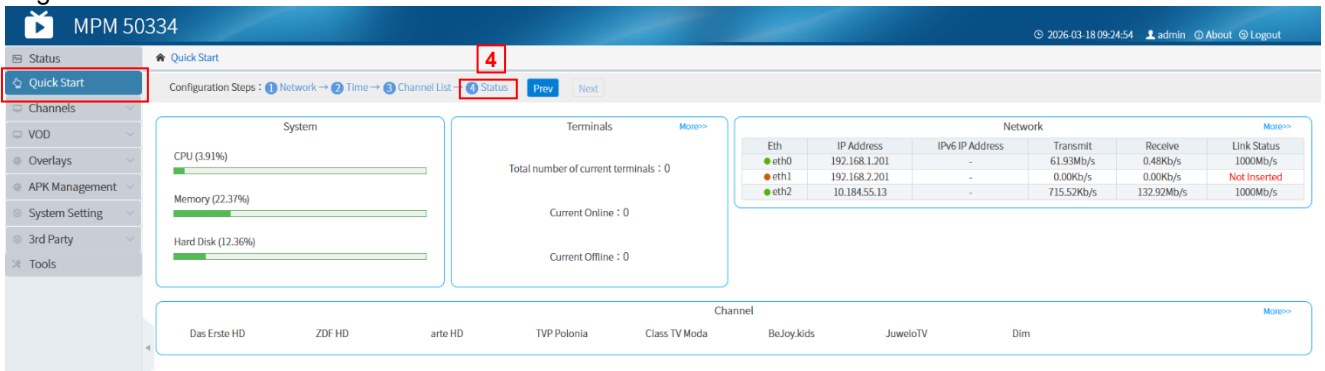 MPM 50334
2026-03-18 09:24:54 admin About Logout
Status
Quick Start
Channels
VOD
Overlays
APK Management
System Setting
3rd Party
Tools
Quick Start
4
Configuration Steps : 1 Network → 2 Time → 3 Channel List → 4 Status Prev Next
System
CPU (3.91%)
Memory (22.37%)
Hard Disk (12.36%)
Terminals More>>
Total number of current terminals : 0
Current Online : 0
Current Offline : 0
Network More>>
Eth IP Address IPv6 IP Address Transmit Receive Link Status
eth0 192.168.1.201 - 61.93Mb/s 0.48Kb/s 1000Mb/s
eth1 192.168.2.201 - 0.00Kb/s 0.00Kb/s Not Inserted
eth2 10.184.55.13 - 715.52Kb/s 132.92Mb/s 1000Mb/s
Channel More>>
Das Erste HD ZDF HD arte HD TVP Polonia Class TV Moda BeJoy.kids JuweloTV Dim